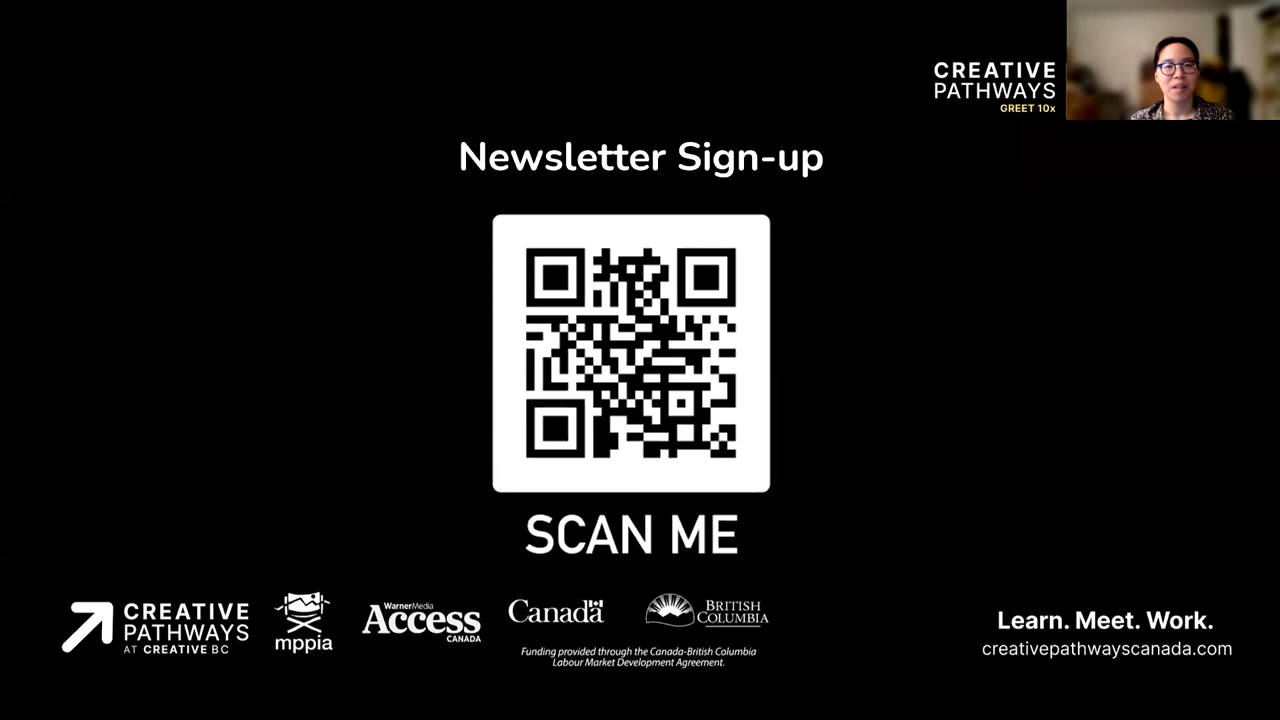 CREATIVE
PATHWAYS
GREET 10x
Newsletter Sign-up
SCAN ME
CREATIVE
PATHWAYS
AT CREATIVE BC
mppia
WarnerMedia
Access
CANADA
Canada
BRITISH
COLUMBIA
Funding provided through the Canada-British Columbia
Labour Market Development Agreement.
Learn. Meet. Work.
creativepathwayscanada.com